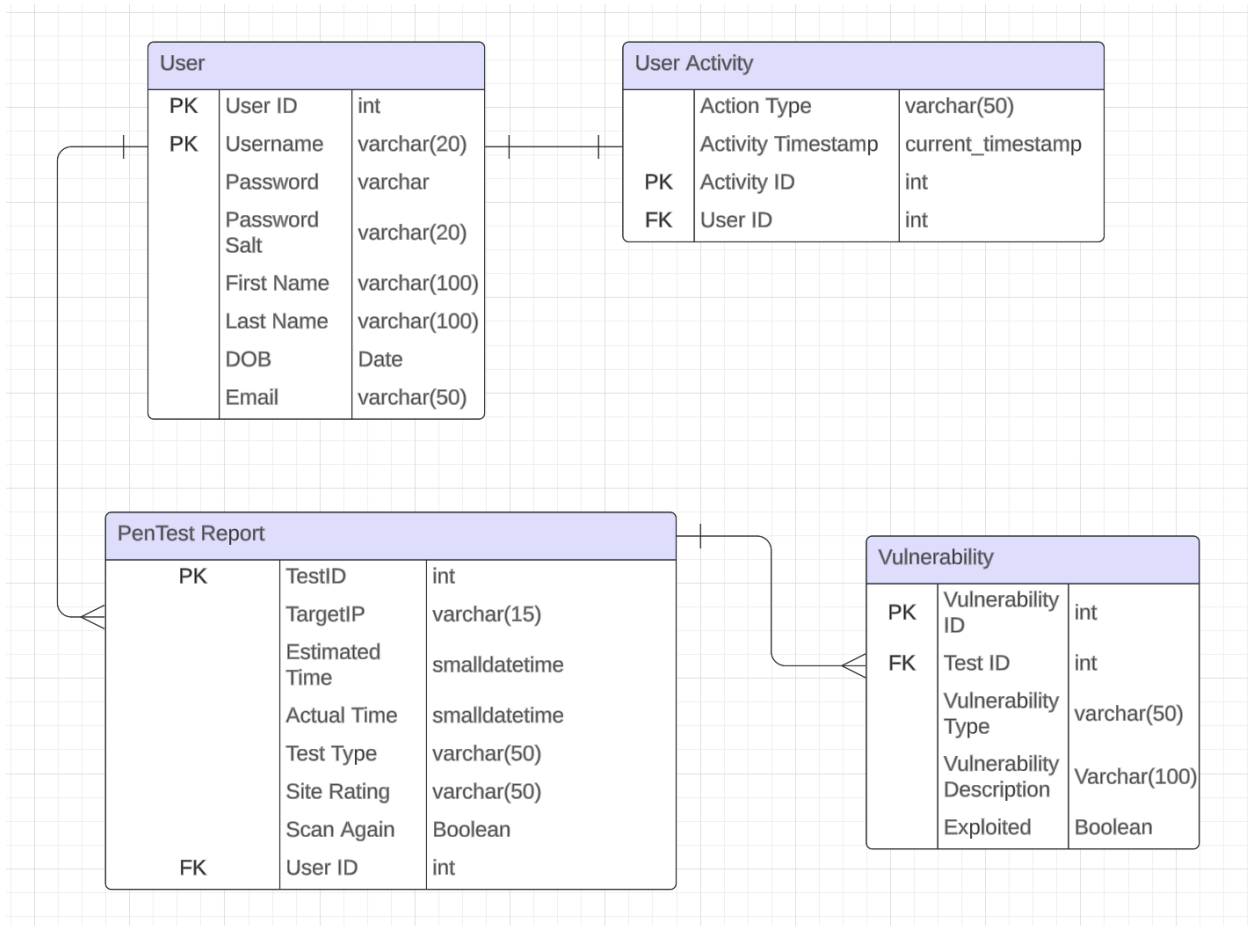 User
PK User ID int
PK Username varchar(20)
Password varchar
Password
Salt varchar(20)
First Name varchar(100)
Last Name varchar(100)
DOB Date
Email varchar(50)
User Activity
Action Type varchar(50)
Activity Timestamp current_timestamp
PK Activity ID int
FK User ID int
PenTest Report
PK TestID int
TargetIP varchar(15)
Estimated
Time smalldatetime
Actual Time smalldatetime
Test Type varchar(50)
Site Rating varchar(50)
Scan Again Boolean
FK User ID int
Vulnerability
PK Vulnerability
ID int
FK Test ID int
Vulnerability
Type varchar(50)
Vulnerability
Description Varchar(100)
Exploited Boolean